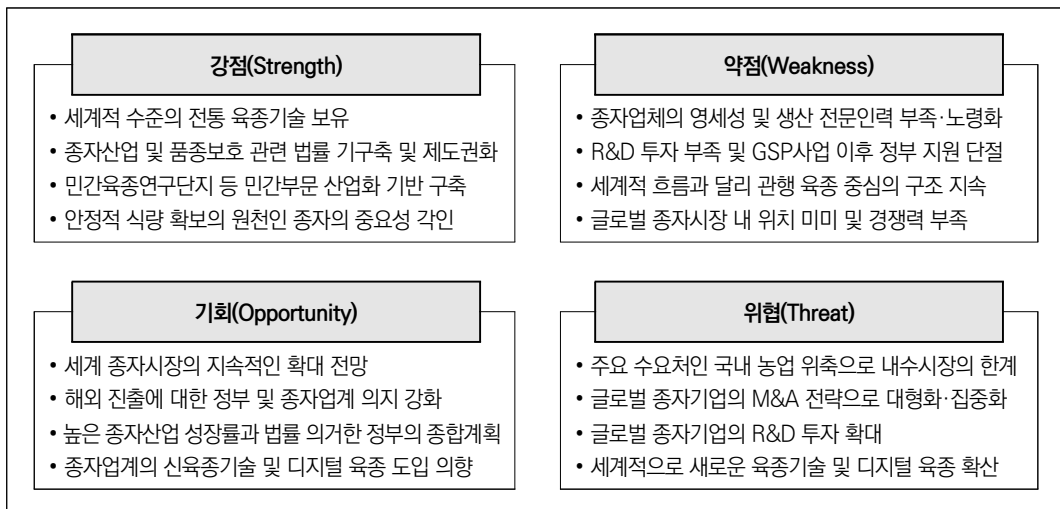 강점(Strength)
• 세계적 수준의 전통 육종기술 보유
• 종자산업 및 품종보호 관련 법률 기구축 및 제도권화
• 민간육종연구단지 등 민간부문 산업화 기반 구축
• 안정적 식량 확보의 원천인 종자의 중요성 각인
약점(Weakness)
• 종자업체의 영세성 및 생산 전문인력 부족·노령화
• R&D 투자 부족 및 GSP사업 이후 정부 지원 단절
• 세계적 흐름과 달리 관행 육종 중심의 구조 지속
• 글로벌 종자시장 내 위치 미미 및 경쟁력 부족
기회(Opportunity)
• 세계 종자시장의 지속적인 확대 전망
• 해외 진출에 대한 정부 및 종자업계 의지 강화
• 높은 종자산업 성장률과 법률 의거한 정부의 종합계획
• 종자업계의 신육종기술 및 디지털 육종 도입 의향
위협(Threat)
• 주요 수요처인 국내 농업 위축으로 내수시장의 한계
• 글로벌 종자기업의 M&A 전략으로 대형화·집중화
• 글로벌 종자기업의 R&D 투자 확대
• 세계적으로 새로운 육종기술 및 디지털 육종 확산